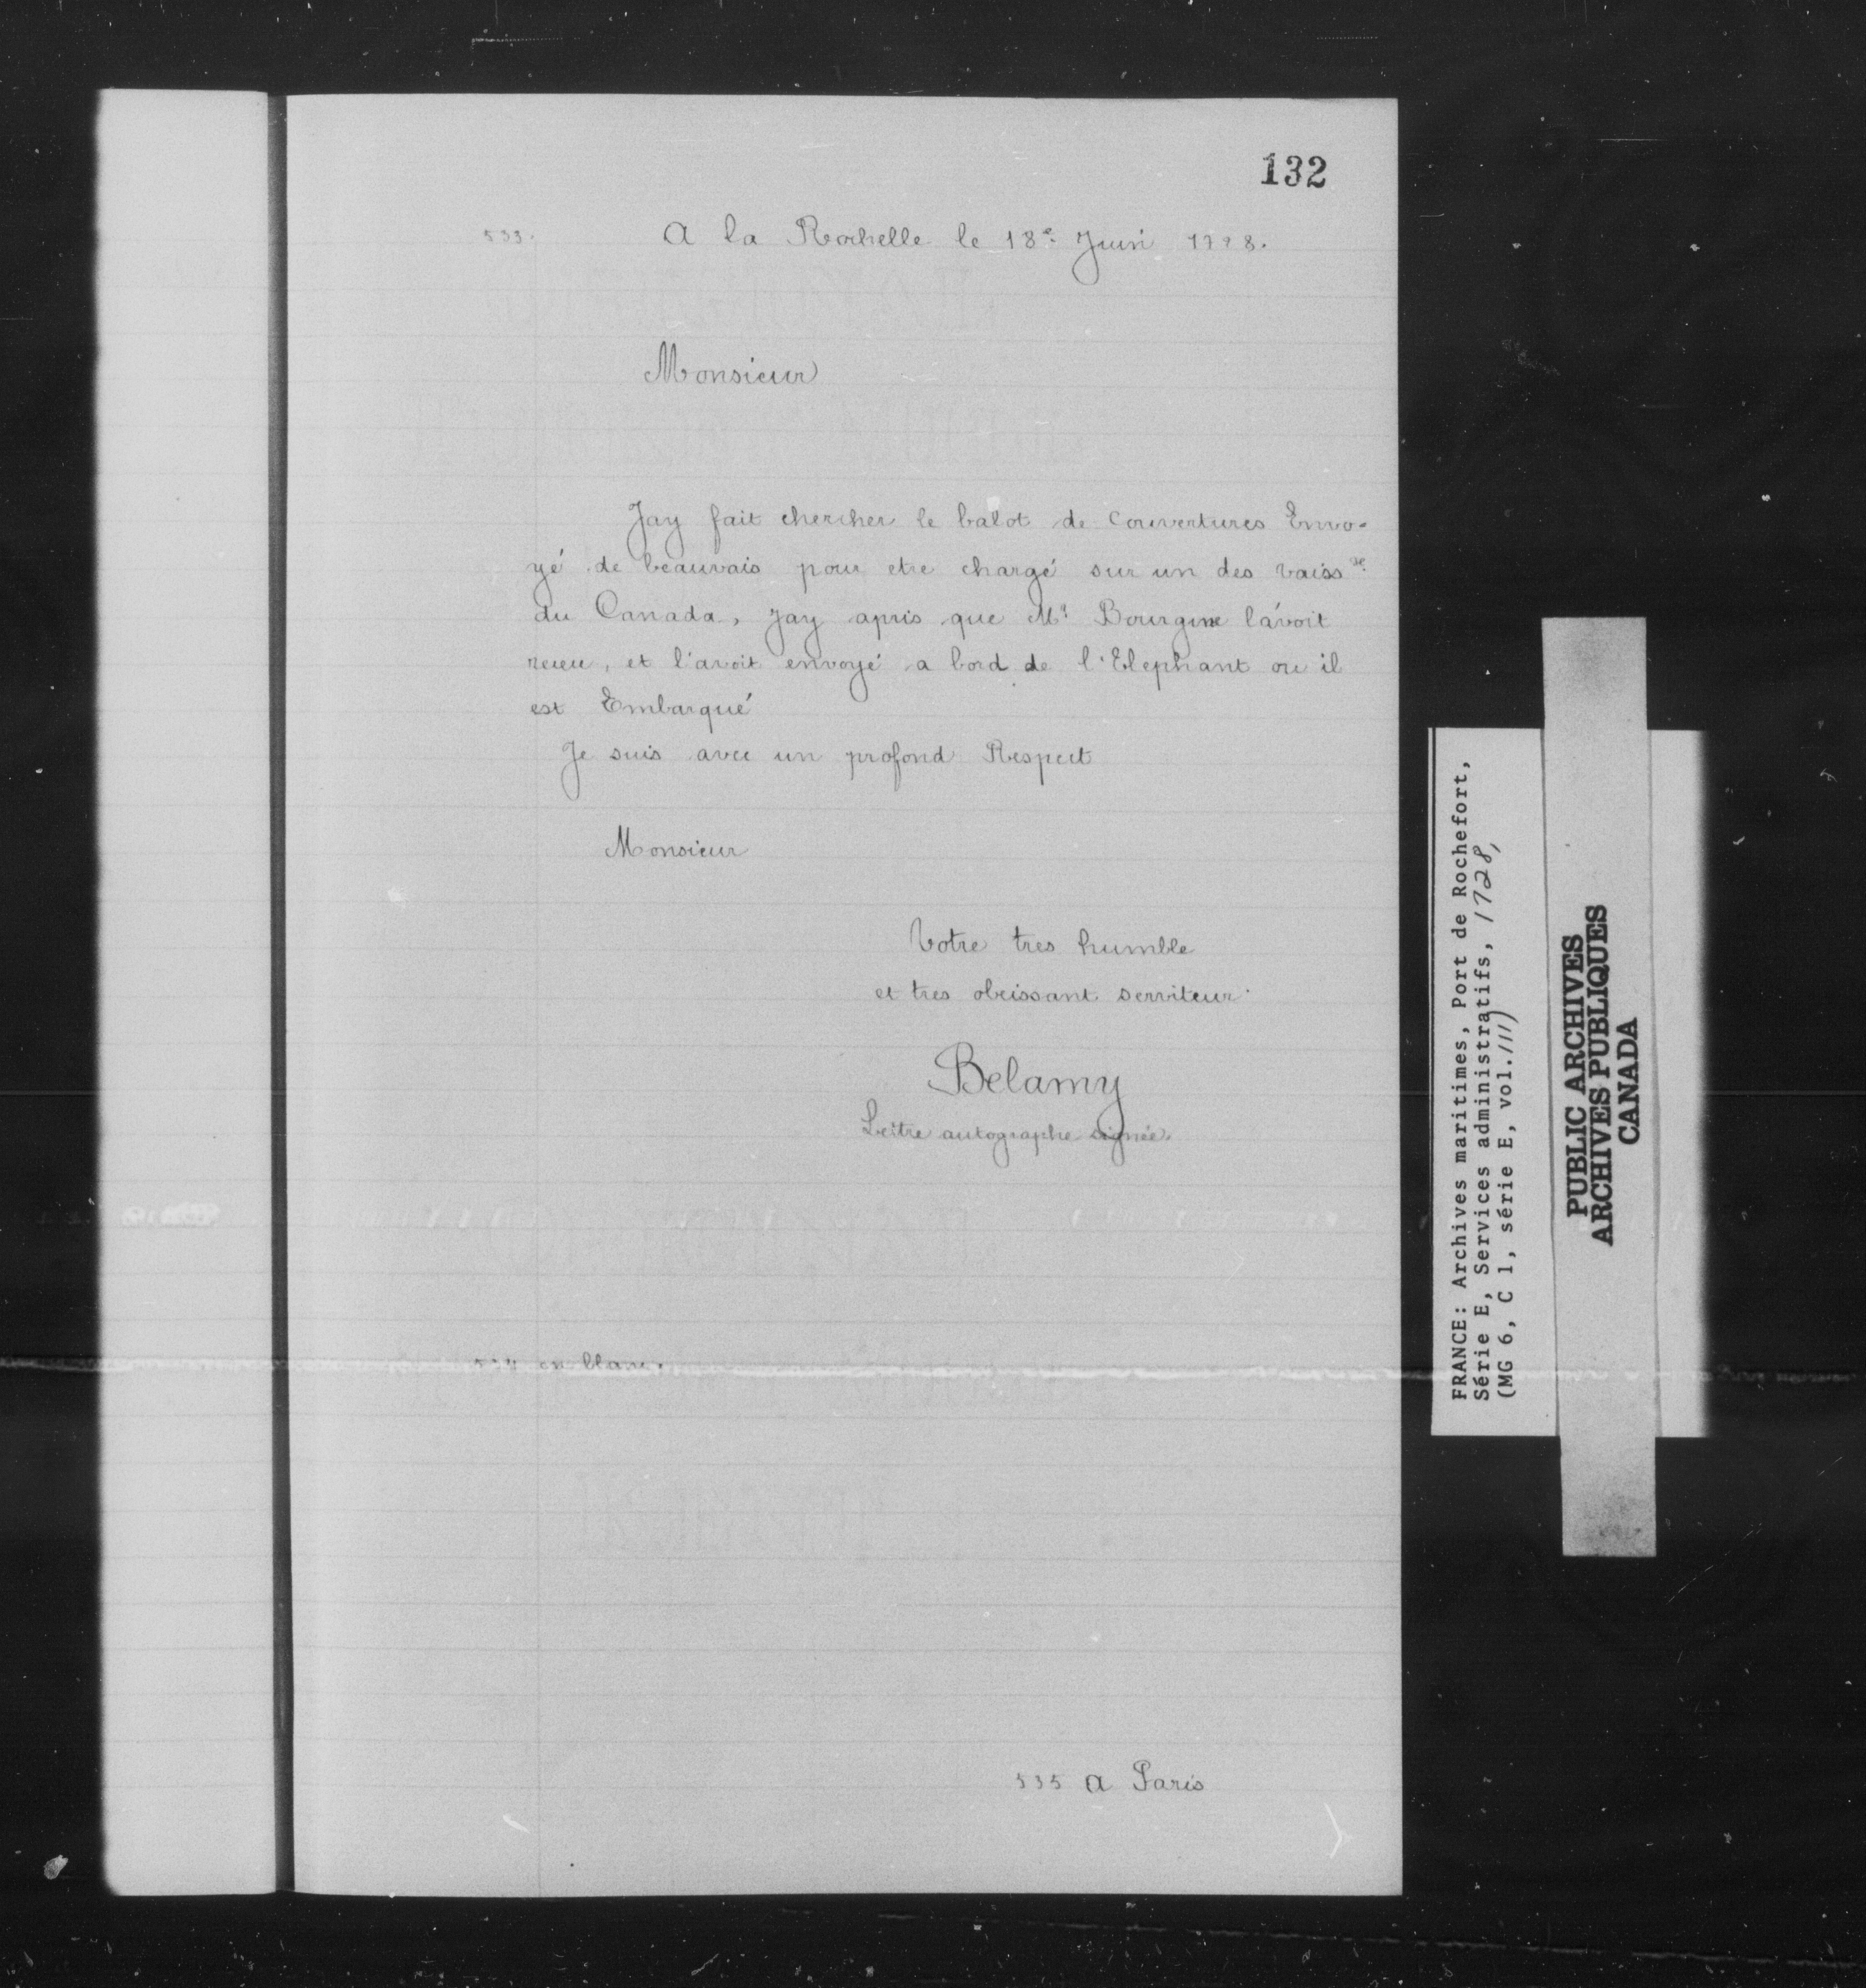 132
533. A la Rochelle le 18e Juin 1728.
Monsieur
Jay fait chercher le balot de couvertures Envo-
yé de beauvais pour etre chargé sur un des vaissx
du Canada, Jay apris que Mr Bourgine l'avoit
receu, et l'avoit envoyé a bord de l'Elephant ou il
est Embarqué
Je suis avec un profond Respect
Monsieur
Votre tres humble
et tres obeissant serviteur
Belamy
Lettre autographe signée.
534 en blanc.
535 A Paris
FRANCE: Archives maritimes, Port de Rochefort,
Série E, Services administratifs, 1728,
(MG 6, C 1, série E, vol.111)
PUBLIC ARCHIVES
ARCHIVES PUBLIQUES
CANADA